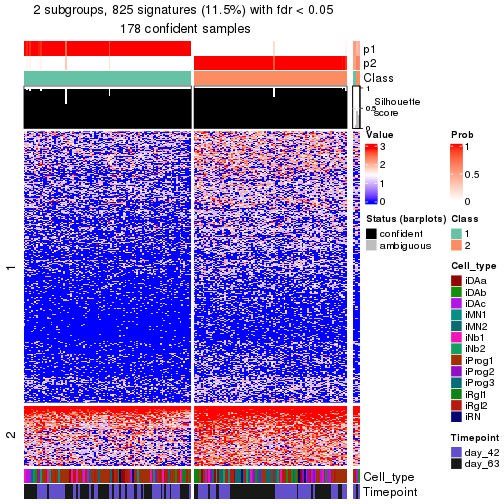 2 subgroups, 825 signatures (11.5%) with fdr < 0.05
178 confident samples
p1
p2
Class
1
0.5
0
Silhouette
score
1
2
Value
3
2
1
0
Prob
1
0.5
0
Status (barplots)
confident
ambiguous
Class
1
2
Cell_type
iDAa
iDAb
iDAc
iMN1
iMN2
iNb1
iNb2
iProg1
iProg2
iProg3
iRgl1
iRgl2
iRN
Timepoint
day_42
day_63
Cell_type
Timepoint